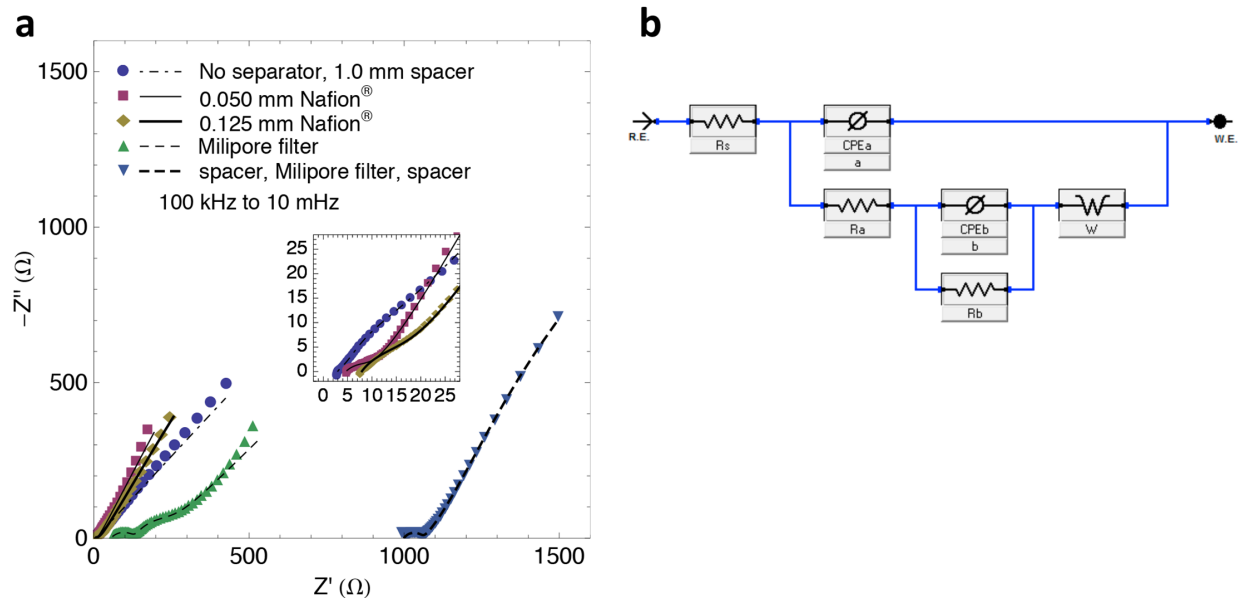 a
1500
1000
500
0
0
500
1000
1500
−Z'' (Ω)
Z' (Ω)
No separator, 1.0 mm spacer
0.050 mm Nafion®
0.125 mm Nafion®
Milipore filter
spacer, Milipore filter, spacer
100 kHz to 10 mHz
25
20
15
10
5
0
0 5 10 15 20 25
b
R.E.
Rs
CPEa
a
W.E.
Ra
CPEb
b
W
Rb